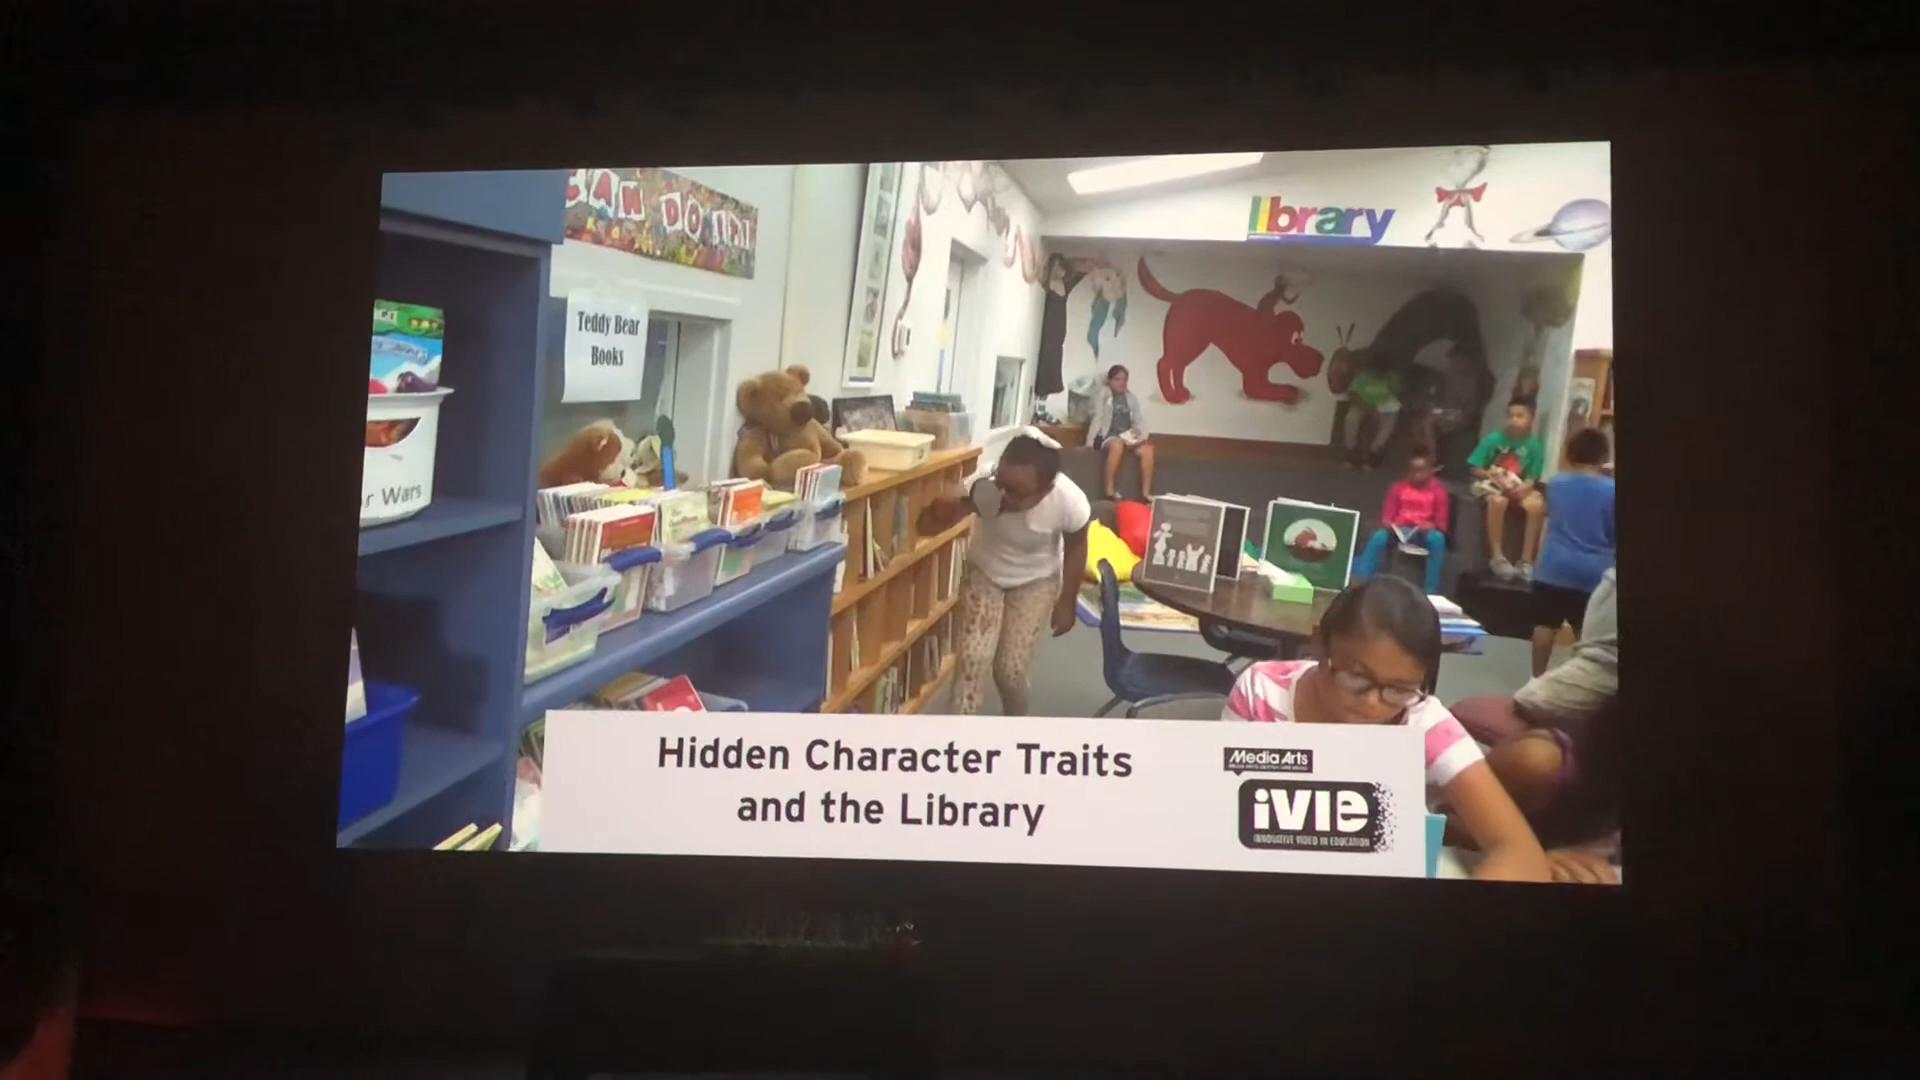 CAN DO IT!
library
Teddy Bear
Books
r Wars
Hidden Character Traits
and the Library
Media Arts
iVIE
INNOVATIVE VIDEO IN EDUCATION